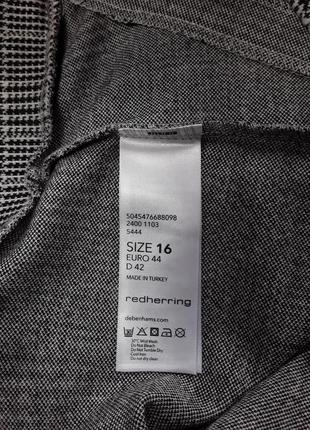 5045476688098
2400 1103
5444
SIZE 16
EURO 44
D 42
MADE IN TURKEY
redherring
debenhams.com
30°C Mild Wash
Do Not Bleach
Do Not Tumble Dry
Cool Iron
Do not dry clean